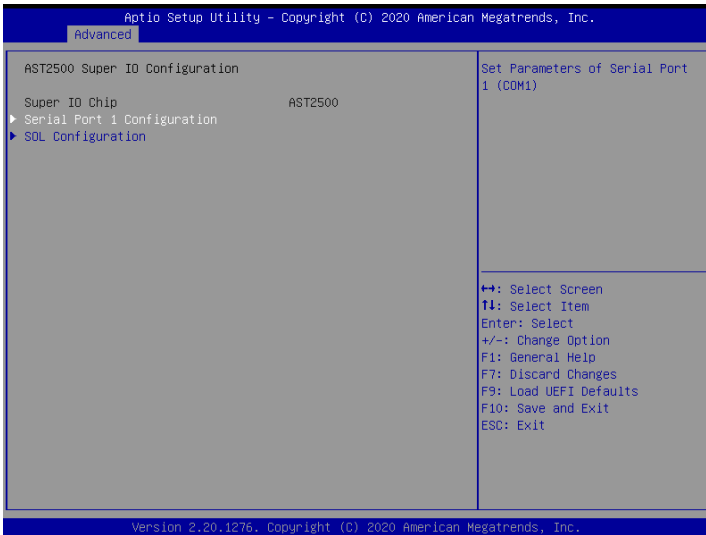 Aptio Setup Utility – Copyright (C) 2020 American Megatrends, Inc.
Advanced
AST2500 Super IO Configuration
Super IO Chip AST2500
Serial Port 1 Configuration
SOL Configuration
Set Parameters of Serial Port
1 (COM1)
↔: Select Screen
↑↓: Select Item
Enter: Select
+/-: Change Option
F1: General Help
F7: Discard Changes
F9: Load UEFI Defaults
F10: Save and Exit
ESC: Exit
Version 2.20.1276. Copyright (C) 2020 American Megatrends, Inc.